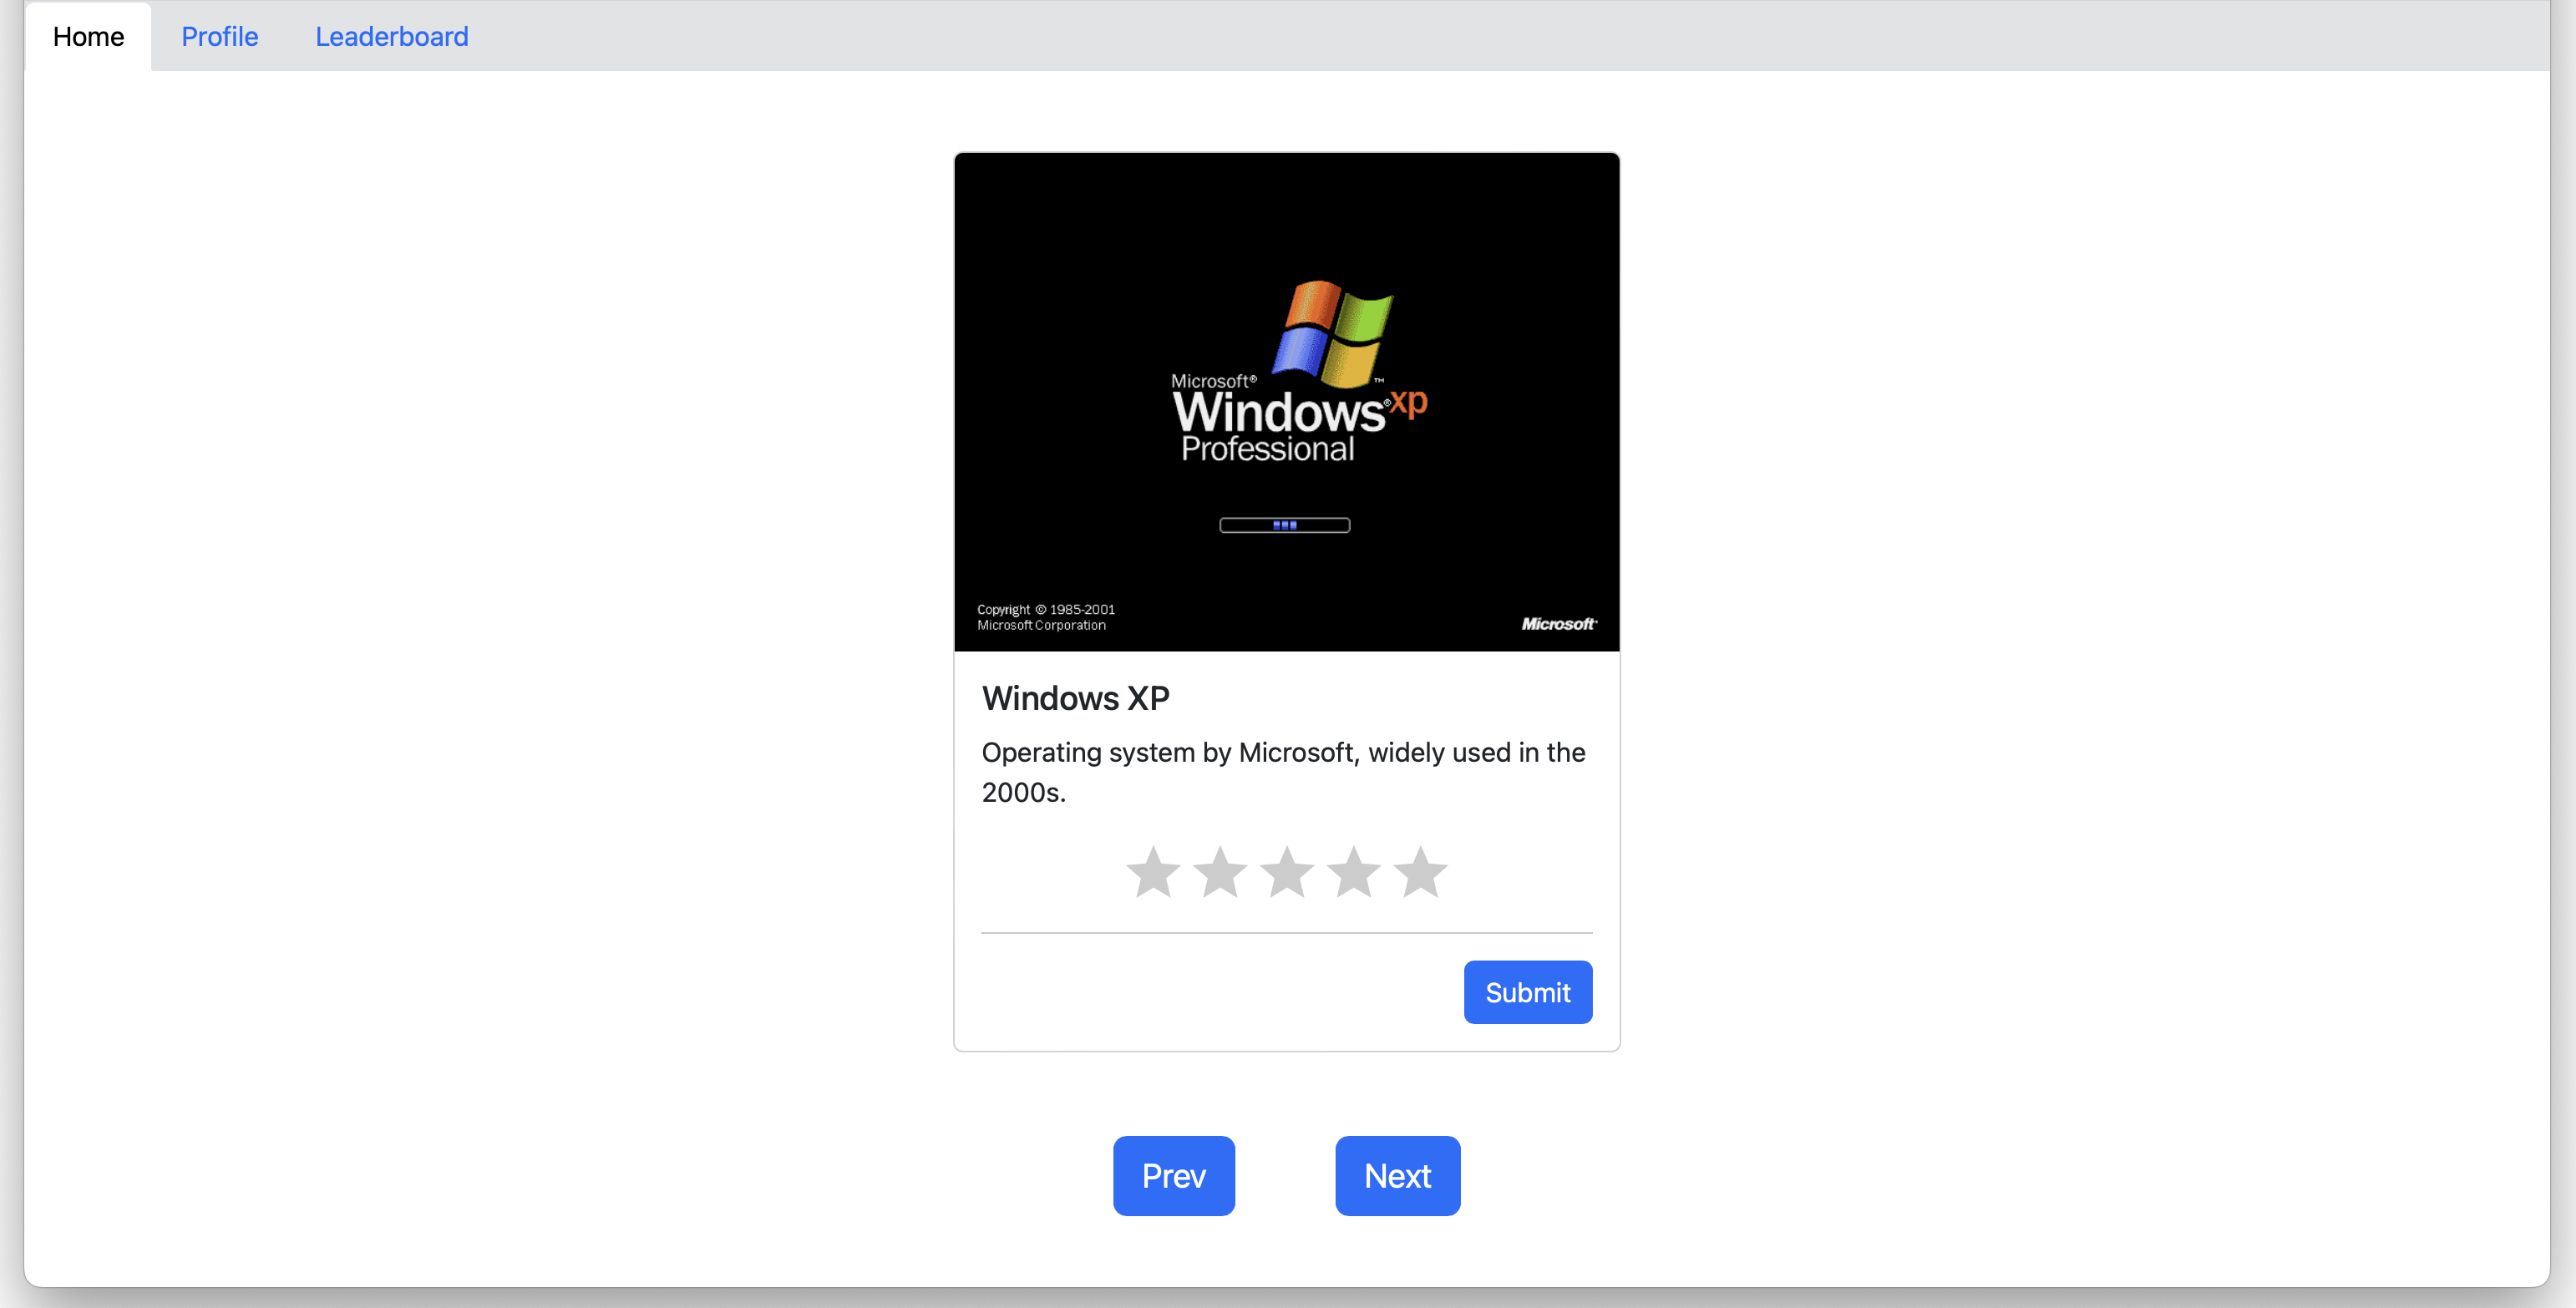 Home Profile Leaderboard
Microsoft®
Windows®xp™
Professional
Copyright © 1985-2001
Microsoft Corporation
Microsoft
Windows XP
Operating system by Microsoft, widely used in the
2000s.
Submit
Prev Next